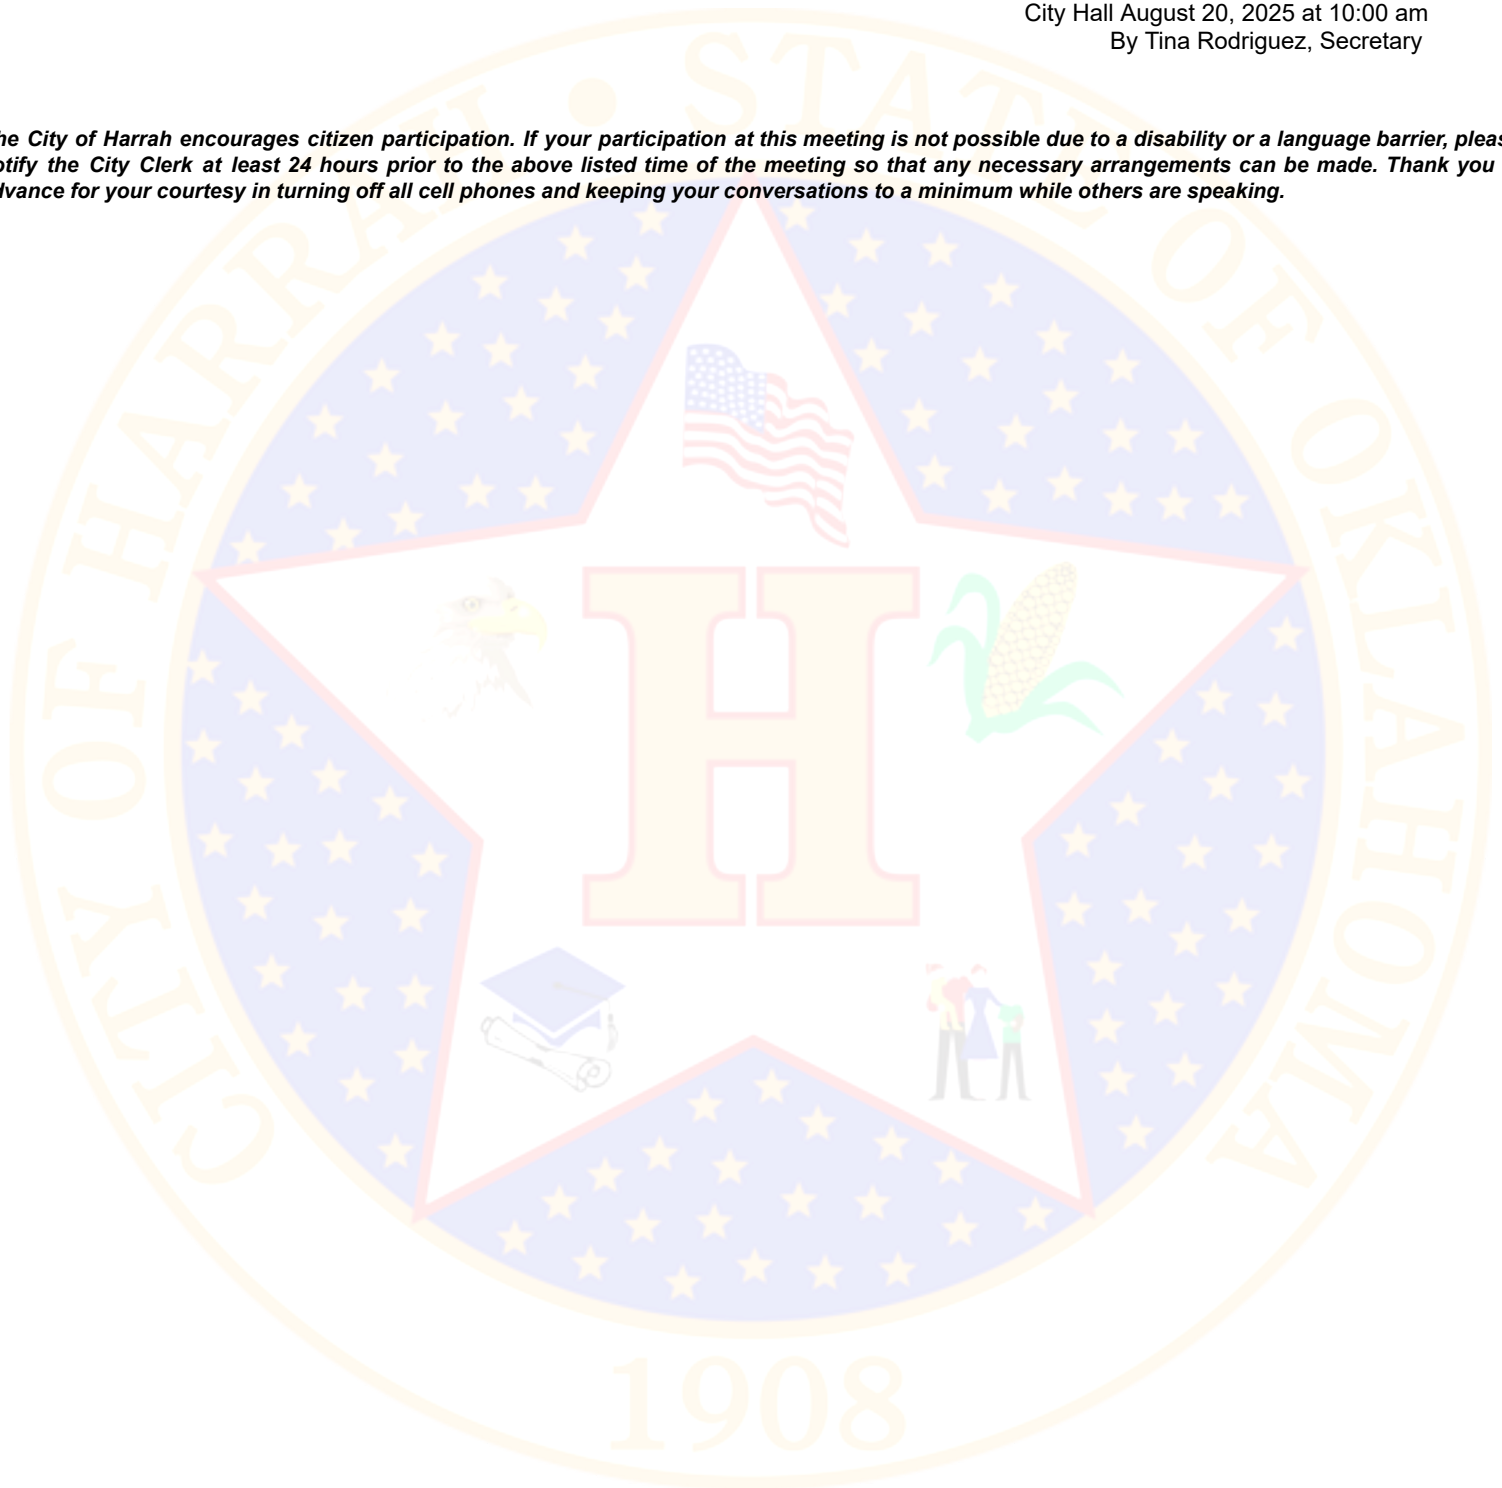 City Hall August 20, 2025 at 10:00 am
By Tina Rodriguez, Secretary
he City of Harrah encourages citizen participation. If your participation at this meeting is not possible due to a disability or a language barrier, pleas
otify the City Clerk at least 24 hours prior to the above listed time of the meeting so that any necessary arrangements can be made. Thank you
dvance for your courtesy in turning off all cell phones and keeping your conversations to a minimum while others are speaking.
CITY OF HARRAH • STATE OF OKLAHOMA
H
1908